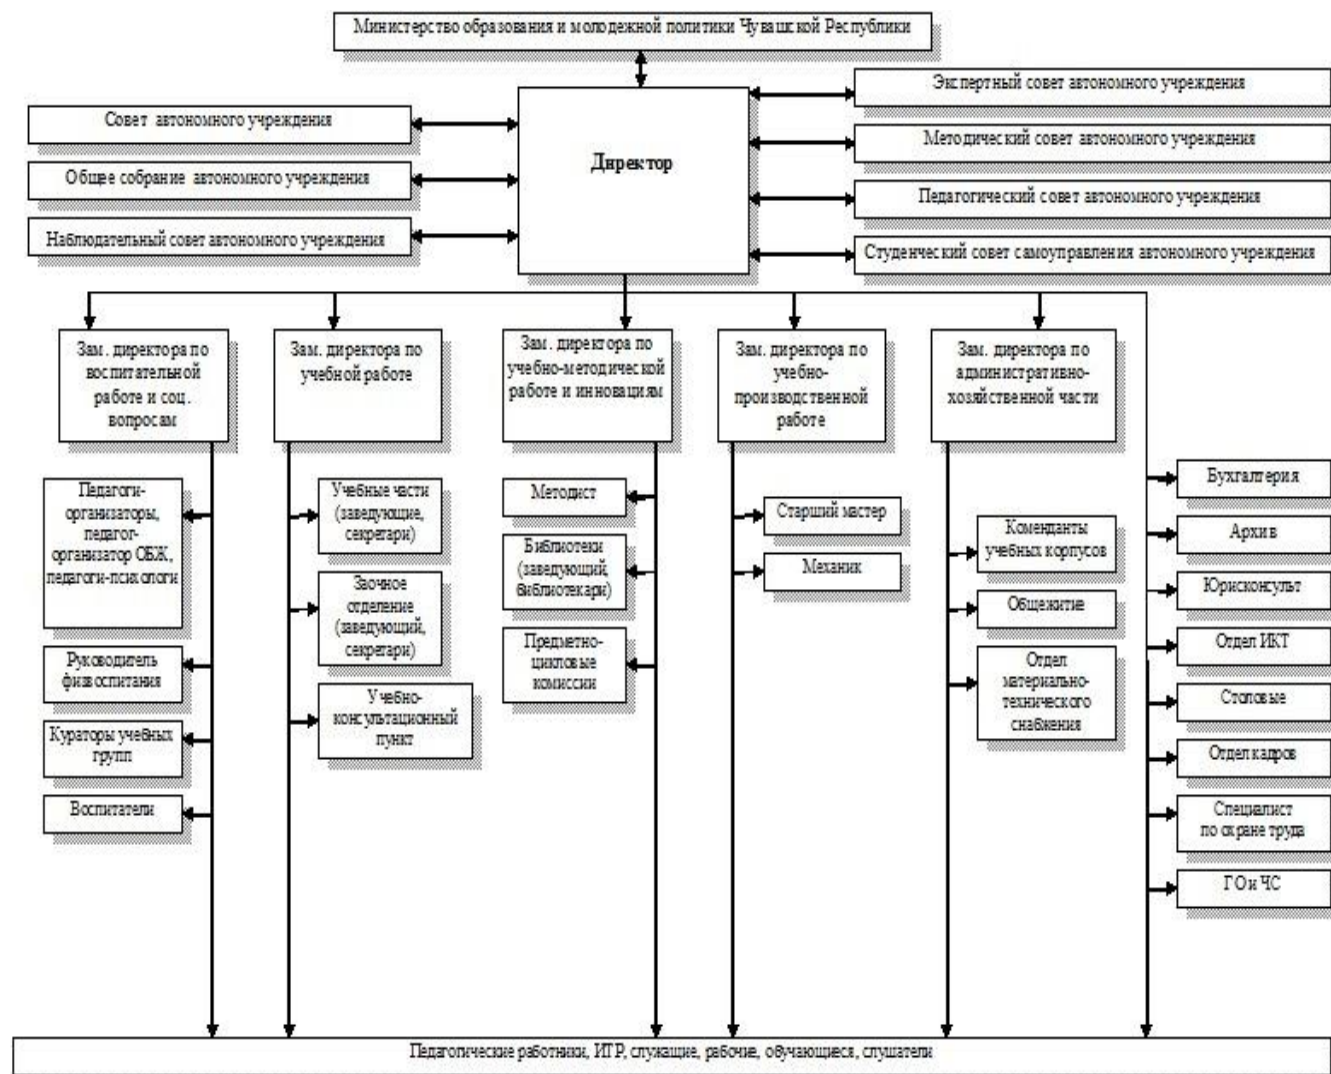 Министерство образования и молодежной политики Чувашской Республики
Экспертный совет автономного учреждения
Совет автономного учреждения
Методический совет автономного учреждения
Директор
Общее собрание автономного учреждения
Педагогический совет автономного учреждения
Наблюдательный совет автономного учреждения
Студенческий совет самоуправления автономного учреждения
Зам. директора по
воспитательной
работе и соц.
вопросам
Зам. директора по
учебной работе
Зам. директора по
учебно-методической
работе и инновациям
Зам. директора по
учебно-
производственной
работе
Зам. директора по
административно-
хозяйственной части
Педагоги-
организаторы,
педагог-
организатор ОБЖ,
педагоги-психологи
Руководитель
физвоспитания
Кураторы учебных
групп
Воспитатели
Учебные части
(заведующие,
секретари)
Заочное
отделение
(заведующий,
секретари)
Учебно-
консультационный
пункт
Методист
Библиотеки
(заведующий,
библиотекари)
Предметно-
цикловые
комиссии
Старший мастер
Механик
Коменданты
учебных корпусов
Общежитие
Отдел
материально-
технического
снабжения
Бухгалтерия
Архив
Юрисконсульт
Отдел ИКТ
Столовые
Отдел кадров
Специалист
по охране труда
ГО и ЧС
Педагогические работники, ИТР, служащие, рабочие, обучающиеся, слушатели